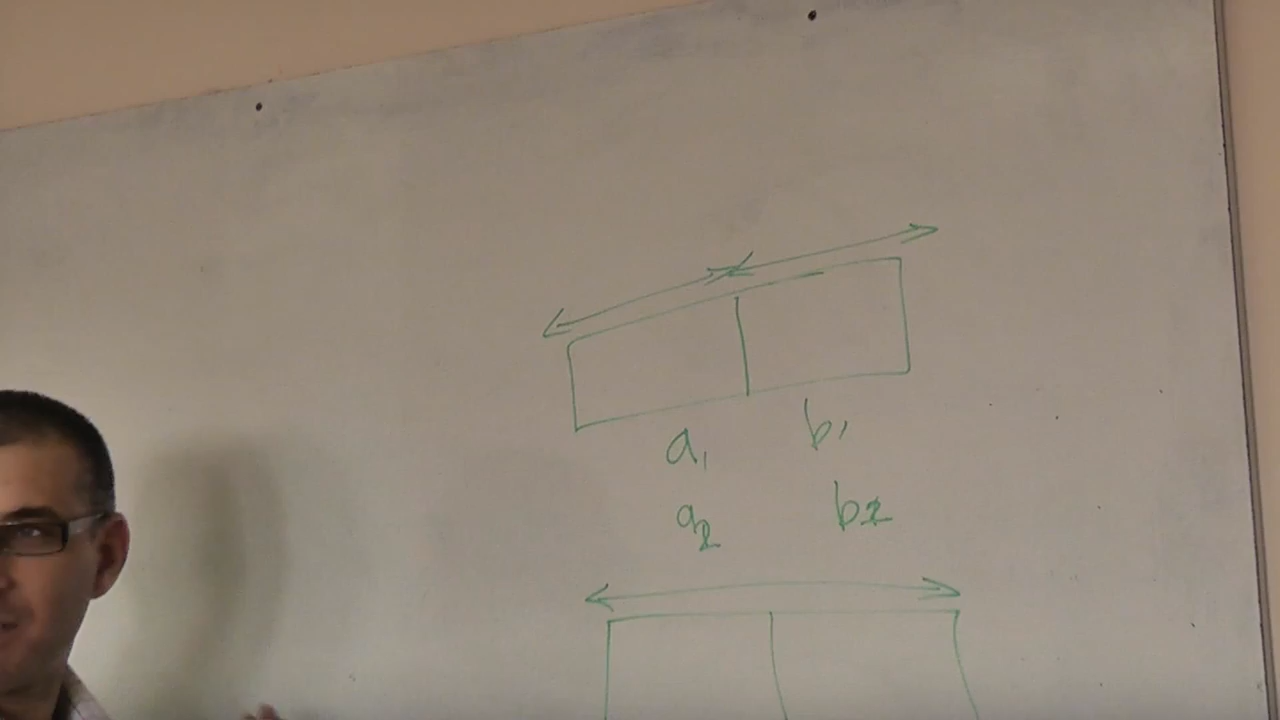 a₁ b₁
a₂ b₂